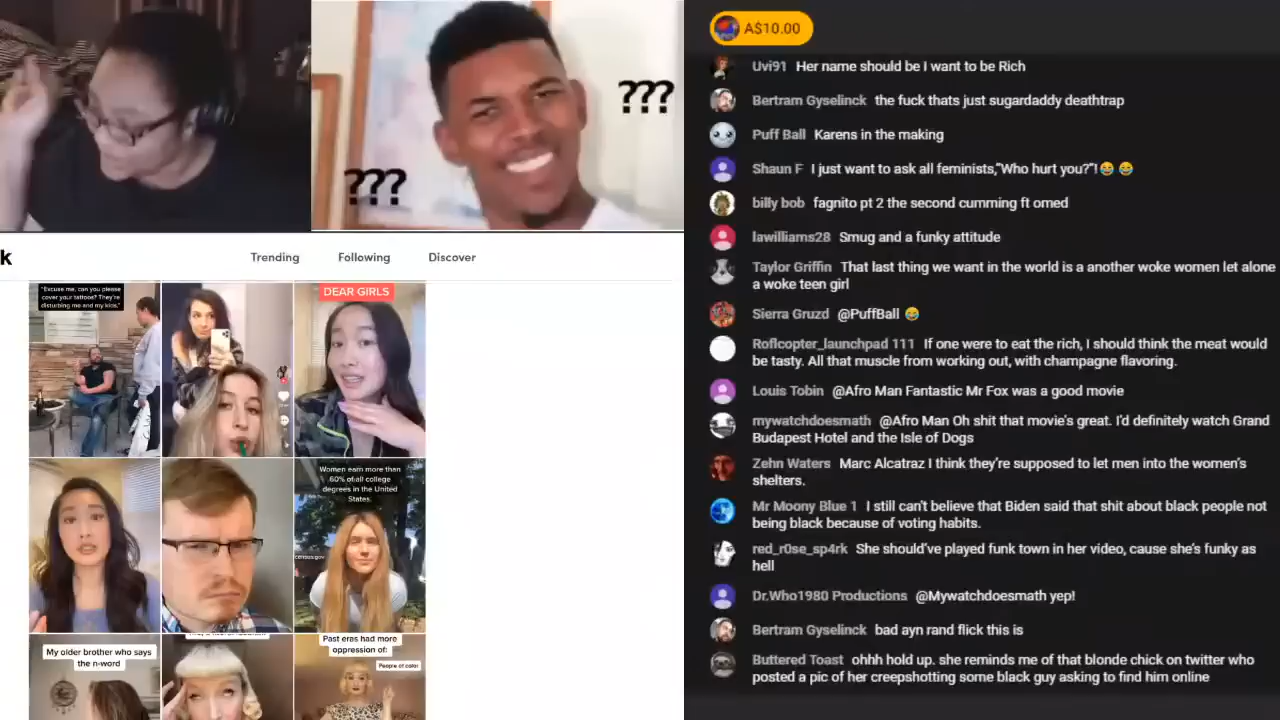 ???
???
k
Trending Following Discover
"Excuse me, can you please
cover your tattoos? They're
disturbing me and my kids."
DEAR GIRLS
Women earn more than
60% of all college
degrees in the United
States.
census.gov
My older brother who says
the n-word
Past eras had more
oppression of:
People of color
A$10.00
Uvi91 Her name should be I want to be Rich
Bertram Gyselinck the fuck thats just sugardaddy deathtrap
Puff Ball Karens in the making
Shaun F I just want to ask all feminists,"Who hurt you?"!😂 😂
billy bob fagnito pt 2 the second cumming ft omed
lawilliams28 Smug and a funky attitude
Taylor Griffin That last thing we want in the world is a another woke women let alone
a woke teen girl
Sierra Gruzd @PuffBall 😂
Roflcopter_launchpad 111 If one were to eat the rich, I should think the meat would
be tasty. All that muscle from working out, with champagne flavoring.
Louis Tobin @Afro Man Fantastic Mr Fox was a good movie
mywatchdoesmath @Afro Man Oh shit that movie's great. I'd definitely watch Grand
Budapest Hotel and the Isle of Dogs
Zehn Waters Marc Alcatraz I think they're supposed to let men into the women's
shelters.
Mr Moony Blue 1 I still can't believe that Biden said that shit about black people not
being black because of voting habits.
red_r0se_sp4rk She should've played funk town in her video, cause she's funky as
hell
Dr.Who1980 Productions @Mywatchdoesmath yep!
Bertram Gyselinck bad ayn rand flick this is
Buttered Toast ohhh hold up. she reminds me of that blonde chick on twitter who
posted a pic of her creepshotting some black guy asking to find him online